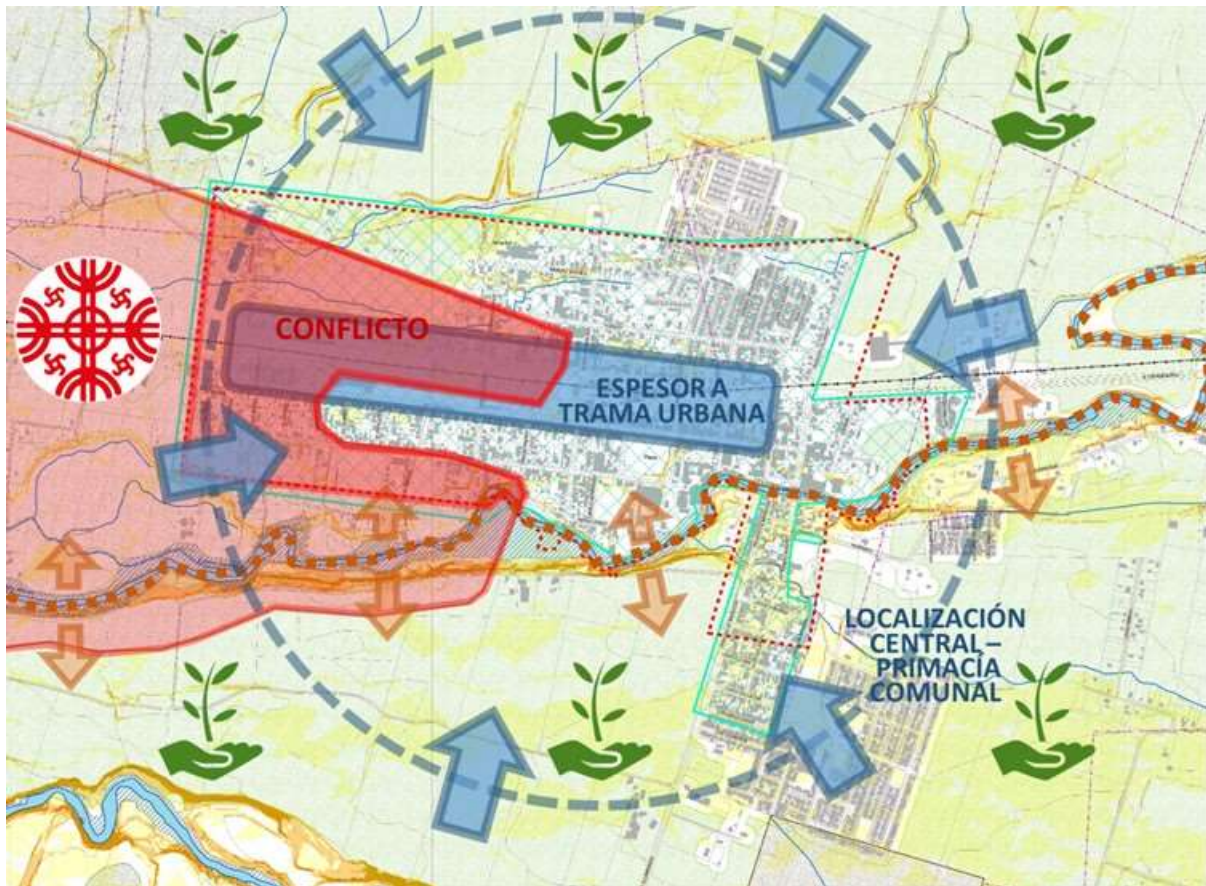 CONFLICTO
ESPESOR A
TRAMA URBANA
LOCALIZACIÓN
CENTRAL –
PRIMACÍA
COMUNAL